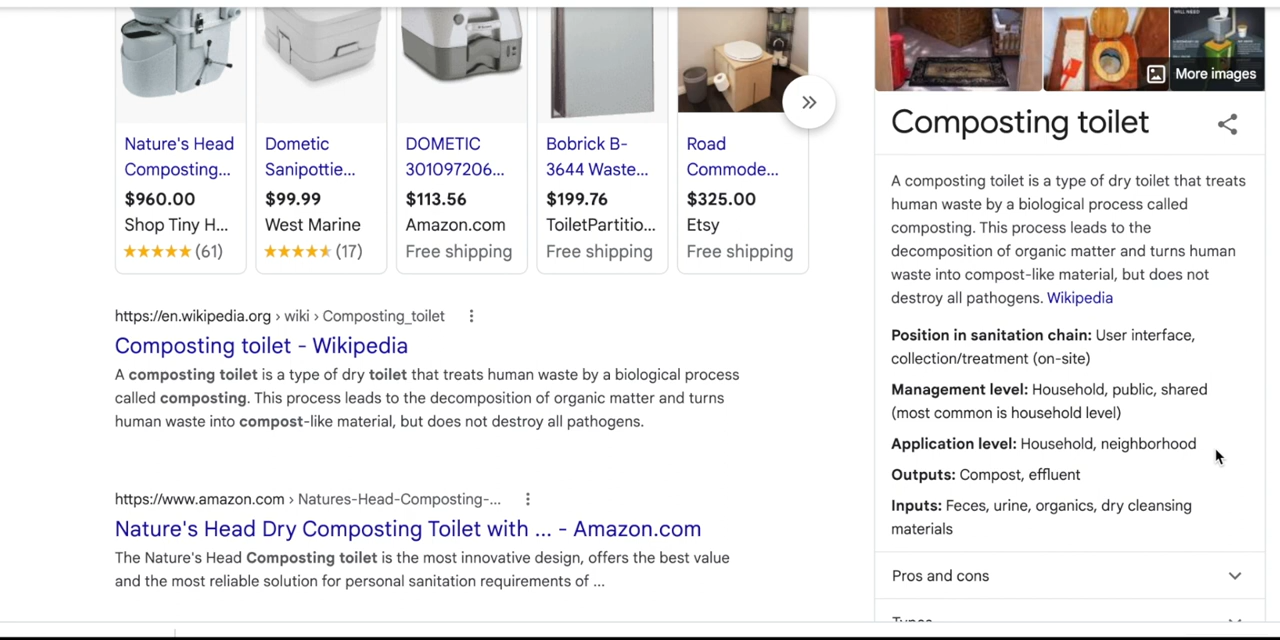 Nature's Head
Composting...
$960.00
Shop Tiny H...
(61)
Dometic
Sanipottie...
$99.99
West Marine
(17)
DOMETIC
301097206...
$113.56
Amazon.com
Free shipping
Bobrick B-
3644 Waste...
$199.76
ToiletPartitio...
Free shipping
Road
Commode...
$325.00
Etsy
Free shipping
https://en.wikipedia.org › wiki › Composting_toilet
Composting toilet - Wikipedia
A composting toilet is a type of dry toilet that treats human waste by a biological process
called composting. This process leads to the decomposition of organic matter and turns
human waste into compost-like material, but does not destroy all pathogens.
https://www.amazon.com › Natures-Head-Composting-...
Nature's Head Dry Composting Toilet with ... - Amazon.com
The Nature's Head Composting toilet is the most innovative design, offers the best value
and the most reliable solution for personal sanitation requirements of ...
WILL NEED
More images
Composting toilet
A composting toilet is a type of dry toilet that treats
human waste by a biological process called
composting. This process leads to the
decomposition of organic matter and turns human
waste into compost-like material, but does not
destroy all pathogens. Wikipedia
Position in sanitation chain: User interface,
collection/treatment (on-site)
Management level: Household, public, shared
(most common is household level)
Application level: Household, neighborhood
Outputs: Compost, effluent
Inputs: Feces, urine, organics, dry cleansing
materials
Pros and cons
Types